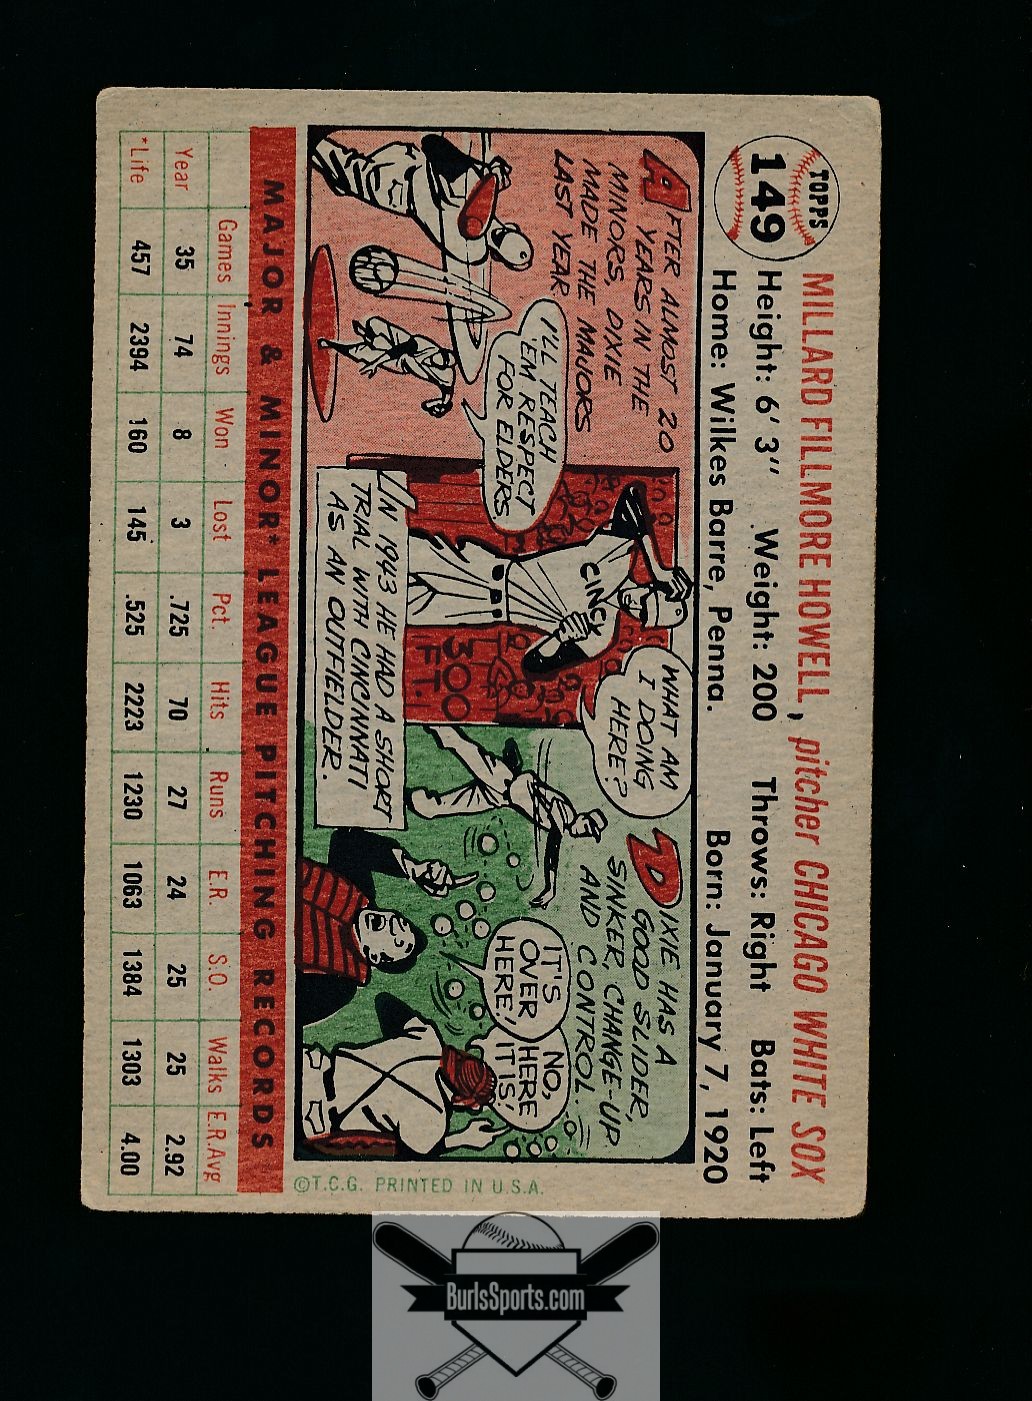 TOPPS
149
MILLARD FILLMORE HOWELL, pitcher CHICAGO WHITE SOX
Height: 6' 3" Weight: 200 Throws: Right Bats: Left
Home: Wilkes Barre, Penna. Born: January 7, 1920
AFTER ALMOST 20
YEARS IN THE
MINORS, DIXIE
MADE THE MAJORS
LAST YEAR
I'LL TEACH
'EM RESPECT
FOR ELDERS
WHAT AM
I DOING
HERE?
CINCY
300
FT.
IN 1943 HE HAD A SHORT
TRIAL WITH CINCINNATI
AS AN OUTFIELDER.
DIXIE HAS A
GOOD SLIDER,
SINKER, CHANGE-UP
AND CONTROL..
IT'S
OVER
HERE!
NO,
HERE
IT IS!
©T.C.G. PRINTED IN U.S.A.
MAJOR & MINOR* LEAGUE PITCHING RECORDS
Games Innings Won Lost Pct. Hits Runs E.R. S.O. Walks E.R.Avg
Year 35 74 8 3 .725 70 27 24 25 25 2.92
*Life 457 2394 160 145 .525 2223 1230 1063 1384 1303 4.00
BurlsSports.com